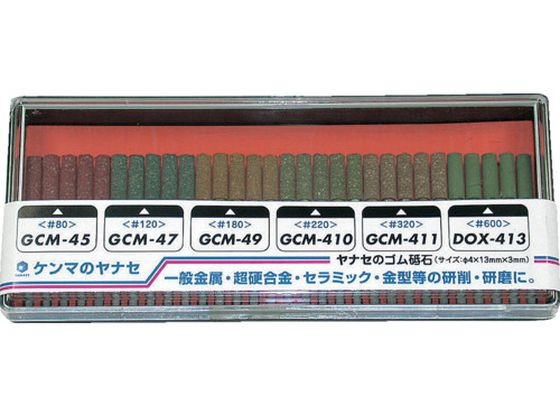 <#80> <#120> <#180> <#220> <#320> <#600>
GCM-45 GCM-47 GCM-49 GCM-410 GCM-411 DOX-413
ケンマのヤナセ ヤナセのゴム砥石(サイズ:φ4×13mm×3mm)
一般金属・超硬合金・セラミック・金型等の研削・研磨に。